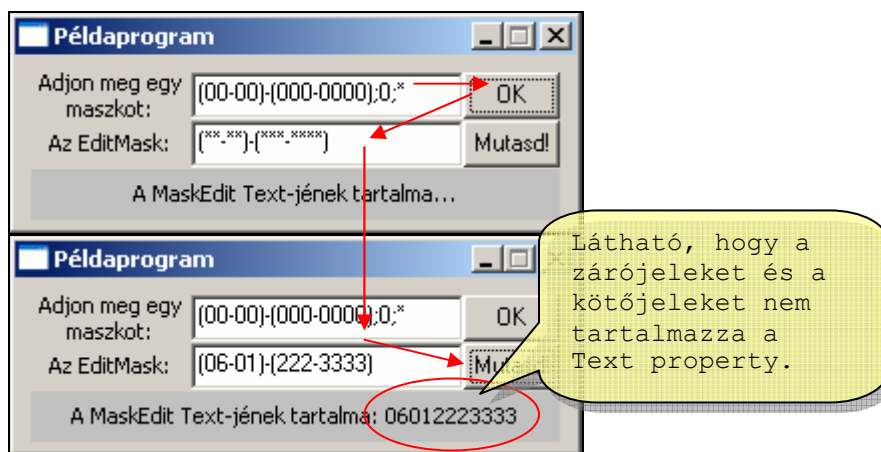 Példaprogram
Adjon meg egy
maszkot:
(00-00)-(000-0000);0;*
OK
Az EditMask:
(**-**)-(***-****)
Mutasd!
A MaskEdit Text-jének tartalma...
Példaprogram
Adjon meg egy
maszkot:
(00-00)-(000-0000);0;*
OK
Az EditMask:
(06-01)-(222-3333)
Mutasd!
A MaskEdit Text-jének tartalma: 06012223333
Látható, hogy a
zárójeleket és a
kötőjeleket nem
tartalmazza a
Text property.